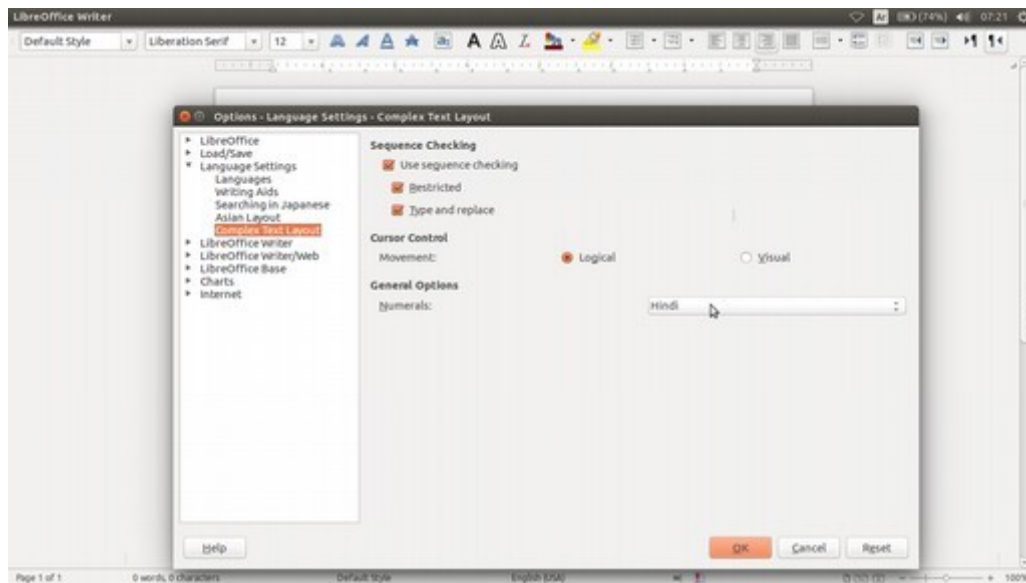 LibreOffice Writer
Ar (74%) 07:21
Default Style Liberation Serif 12
Options - Language Settings - Complex Text Layout
LibreOffice
Load/Save
Language Settings
Languages
Writing Aids
Searching in Japanese
Asian Layout
Complex Text Layout
LibreOffice Writer
LibreOffice Writer/Web
LibreOffice Base
Charts
Internet
Sequence Checking
Use sequence checking
Restricted
Type and replace
Cursor Control
Movement: Logical Visual
General Options
Numerals: Hindi
Help OK Cancel Reset
Page 1 of 1 0 words, 0 characters Default Style English (USA)